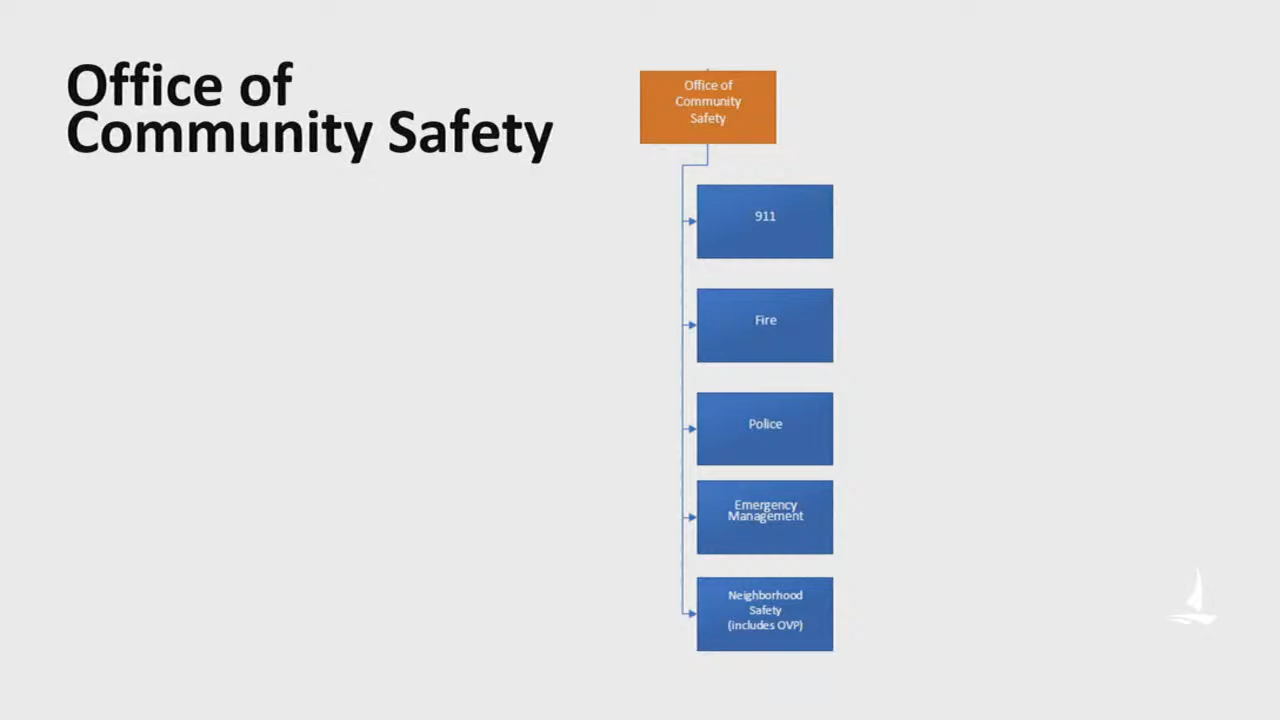 Office of
Community Safety
Office of
Community
Safety
911
Fire
Police
Emergency
Management
Neighborhood
Safety
(includes OVP)